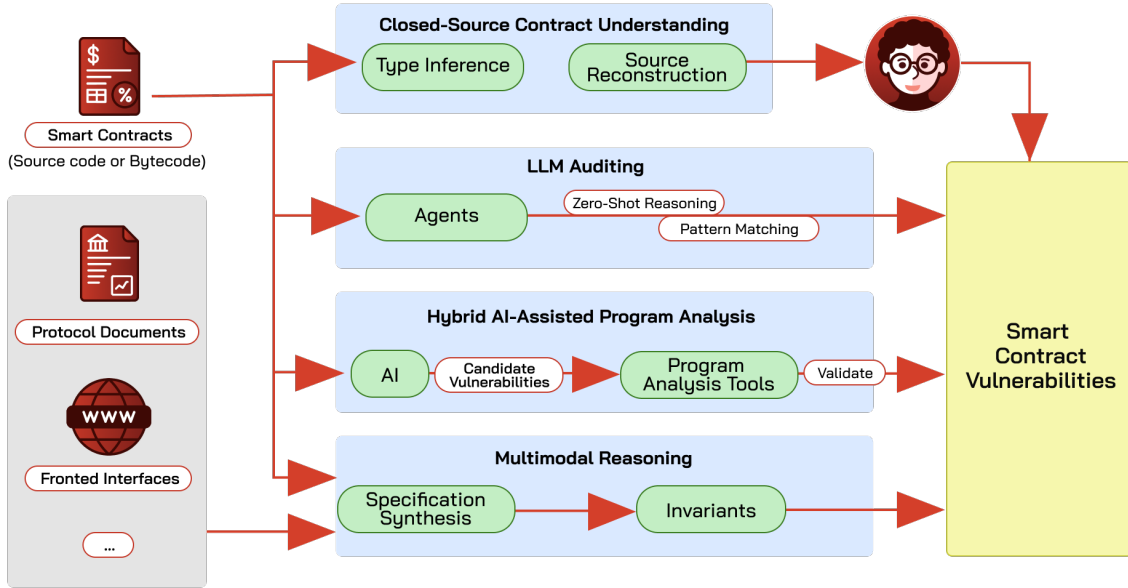 Closed-Source Contract Understanding
Type Inference
Source
Reconstruction
$
%
Smart Contracts
(Source code or Bytecode)
LLM Auditing
Agents
Zero-Shot Reasoning
Pattern Matching
Protocol Documents
Hybrid AI-Assisted Program Analysis
AI
Candidate
Vulnerabilities
Program
Analysis Tools
Validate
Smart
Contract
Vulnerabilities
WWW
Fronted Interfaces
...
Multimodal Reasoning
Specification
Synthesis
Invariants